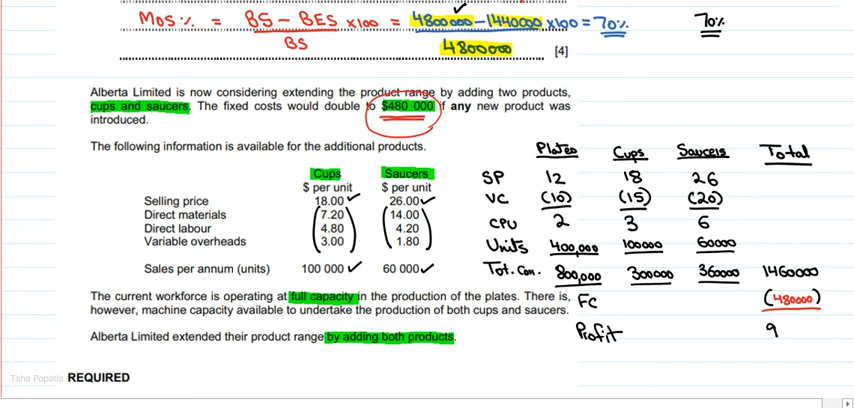 MOS % = BS - BES x100 = 4800000 - 1440000 x100 = 70% 70%
BS 4800000 [4]
Alberta Limited is now considering extending the product range by adding two products,
cups and saucers. The fixed costs would double to $480 000 if any new product was
introduced.
The following information is available for the additional products.
Cups Saucers
$ per unit $ per unit
Selling price 18.00 26.00
Direct materials 7.20 14.00
Direct labour 4.80 4.20
Variable overheads 3.00 1.80
Sales per annum (units) 100 000 60 000
The current workforce is operating at full capacity in the production of the plates. There is,
however, machine capacity available to undertake the production of both cups and saucers.
Alberta Limited extended their product range by adding both products.
Plates Cups Saucers Total
SP 12 18 26
VC (10) (15) (20)
CPU 2 3 6
Units 400,000 100000 60000
Tot. Con. 800,000 300000 360000 1460000
FC (480000)
Profit 9
Taha Popatia REQUIRED